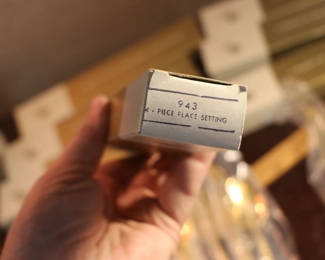 943
- PIECE PLACE SETTING